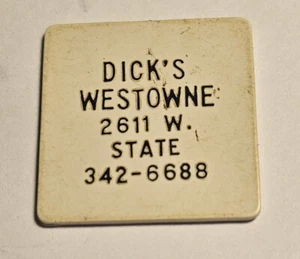 DICK'S
WESTOWNE
2611 W.
STATE
342-6688